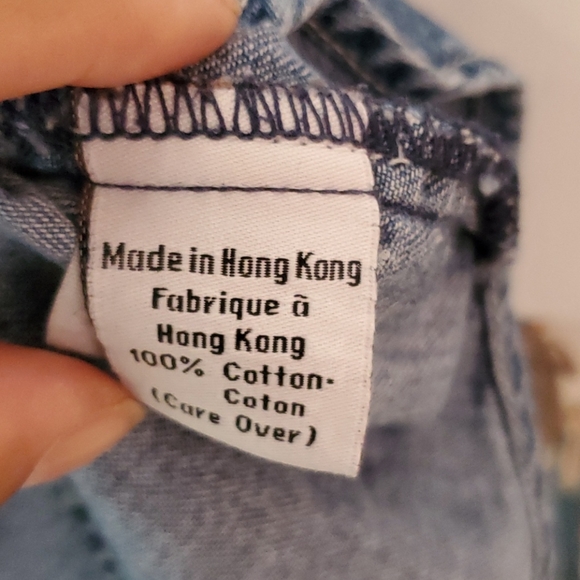 Made in Hong Kong
Fabrique à
Hong Kong
100% Cotton·
Coton
(Care Over)